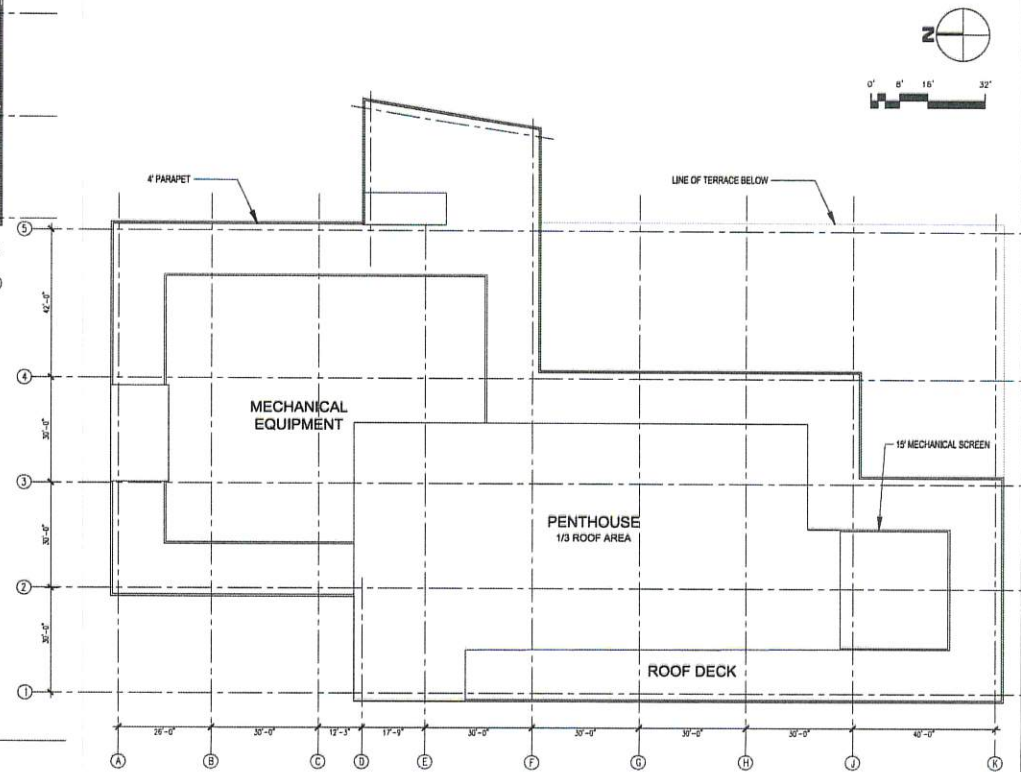 N
0' 8' 16' 32'
4' PARAPET
LINE OF TERRACE BELOW
5
42'-0"
4
MECHANICAL
EQUIPMENT
30'-0"
15' MECHANICAL SCREEN
3
PENTHOUSE
1/3 ROOF AREA
30'-0"
2
30'-0"
ROOF DECK
1
26'-0" 30'-0" 12'-3" 17'-9" 30'-0" 30'-0" 30'-0" 30'-0" 40'-0"
A B C D E F G H J K